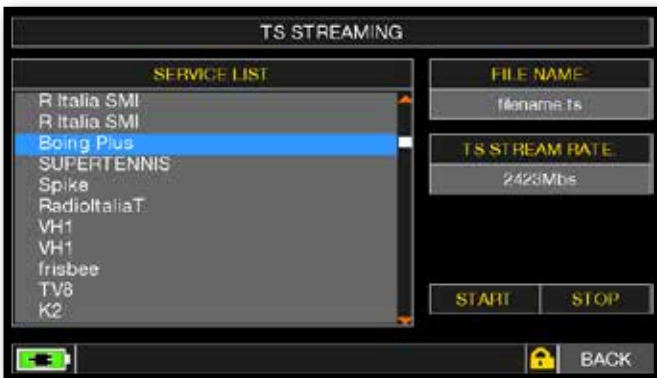 TS STREAMING
SERVICE LIST
R Italia SMI
R Italia SMI
Boing Plus
SUPERTENNIS
Spike
RadioItaliaT
VH1
VH1
frisbee
TV8
K2
FILE NAME
filename.ts
TS STREAM RATE
2423Mbs
START
STOP
BACK